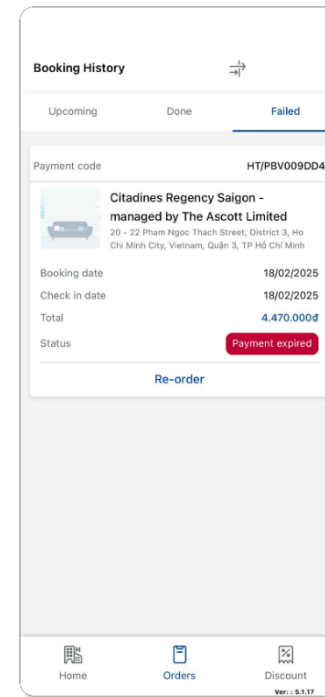 Booking History
Upcoming Done Failed
Payment code HT/PBV009DD4
Citadines Regency Saigon -
managed by The Ascott Limited
20 - 22 Pham Ngoc Thach Street, District 3, Ho
Chi Minh City, Vietnam, Quận 3, TP Hồ Chí Minh
Booking date 18/02/2025
Check in date 18/02/2025
Total 4.470.000₫
Status Payment expired
Re-order
Home Orders Discount
Ver: : 5.1.17